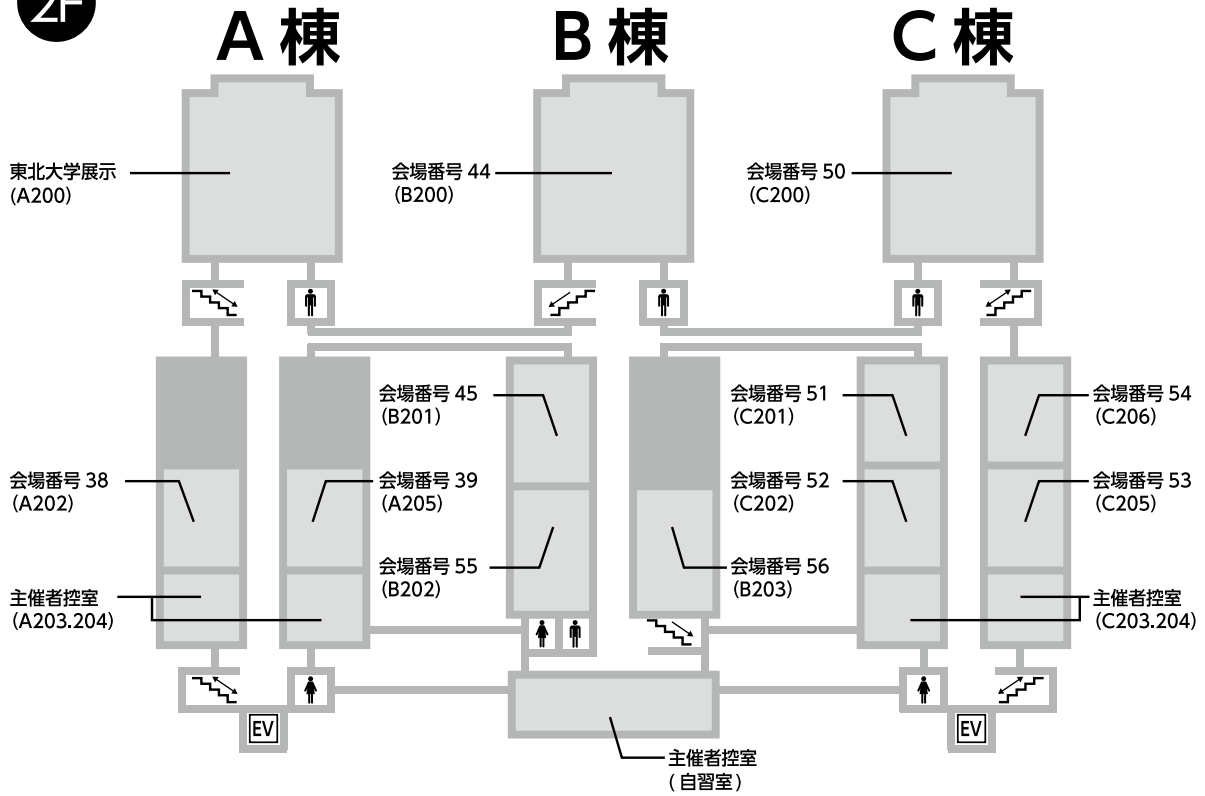 2F
A 棟
B 棟
C 棟
東北大学展示
(A200)
会場番号 44
(B200)
会場番号 50
(C200)
会場番号 45
(B201)
会場番号 51
(C201)
会場番号 54
(C206)
会場番号 38
(A202)
会場番号 39
(A205)
会場番号 52
(C202)
会場番号 53
(C205)
会場番号 55
(B202)
会場番号 56
(B203)
主催者控室
(A203.204)
主催者控室
(C203.204)
EV
EV
主催者控室
( 自習室 )